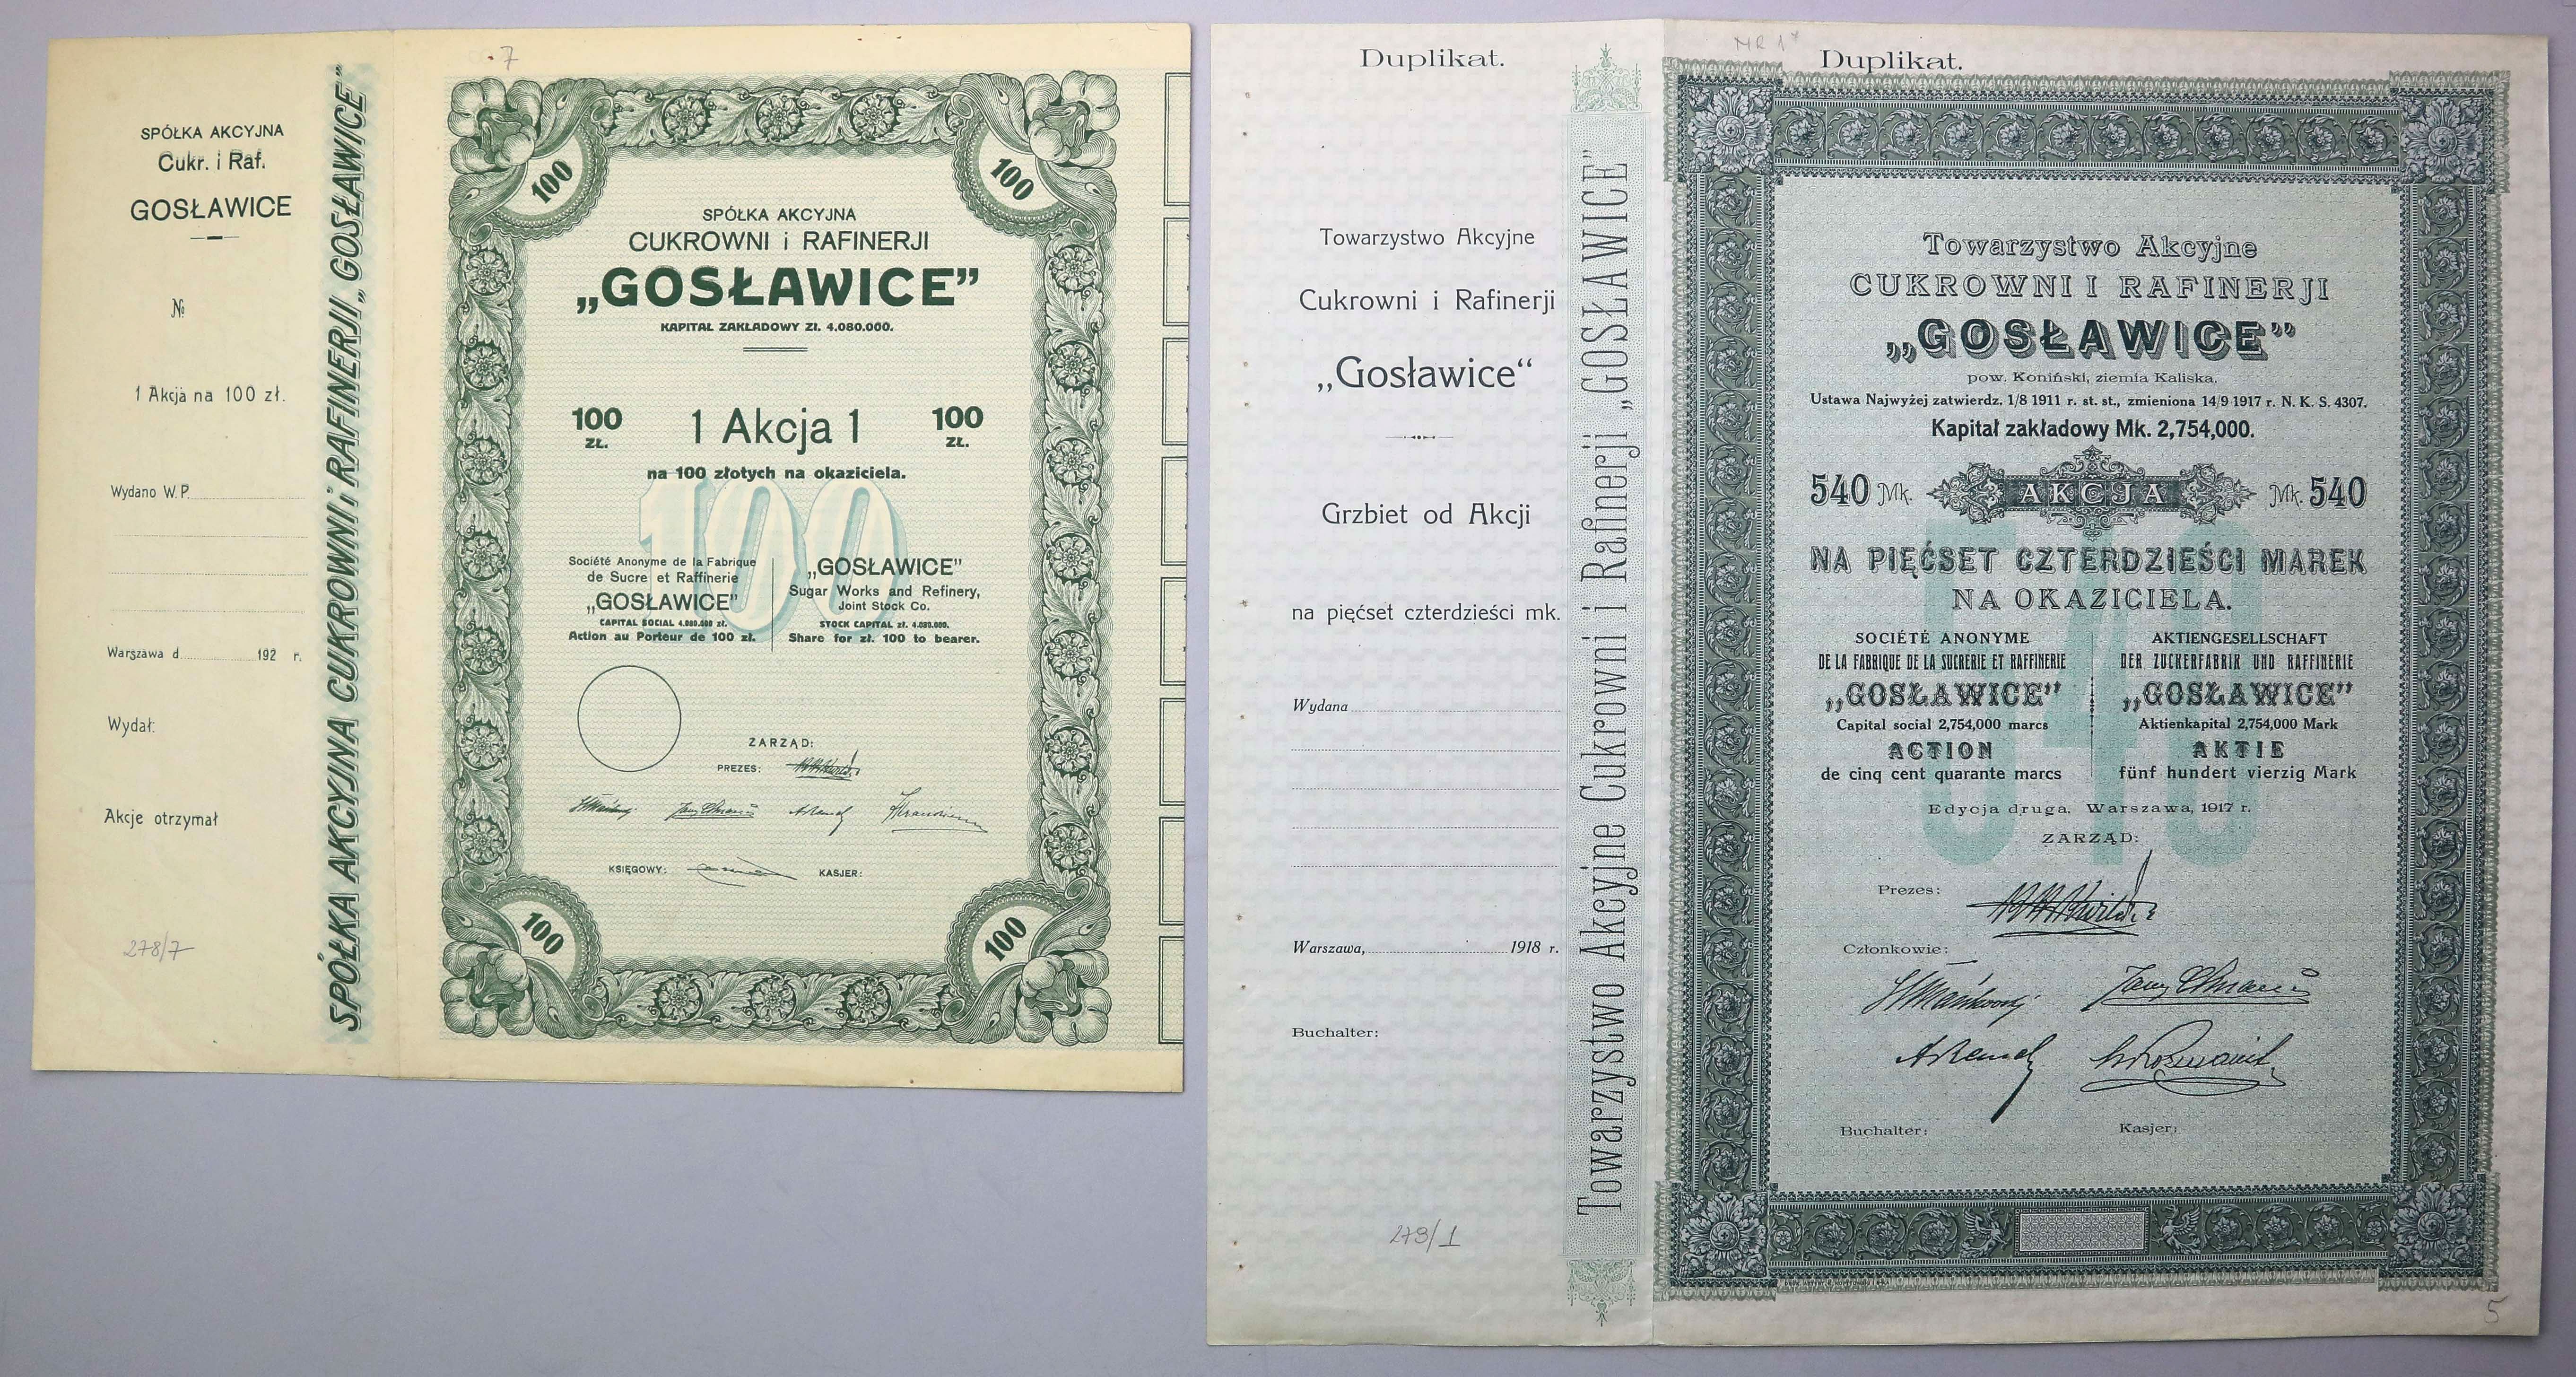 7
SPÓŁKA AKCYJNA
Cukr. i Raf.
GOSŁAWICE
№
1 Akcja na 100 zł.
Wydano W.P.
Warszawa d. 192 r.
Wydał:
Akcje otrzymał
278/7
SPÓŁKA AKCYJNA CUKROWNI i RAFINERJI „GOSŁAWICE”
100
100
SPÓŁKA AKCYJNA
CUKROWNI i RAFINERJI
„GOSŁAWICE”
KAPITAŁ ZAKŁADOWY Zł. 4.080.000.
100 ZŁ.
1 Akcja 1
100 ZŁ.
na 100 złotych na okaziciela.
100
Société Anonyme de la Fabrique
de Sucre et Raffinerie
„GOSŁAWICE”
CAPITAL SOCIAL 4.080.000 zł.
Action au Porteur de 100 zł.
„GOSŁAWICE”
Sugar Works and Refinery,
Joint Stock Co.
STOCK CAPITAL zł. 4.080.000.
Share for zł. 100 to bearer.
ZARZĄD:
PREZES:
KSIĘGOWY:
KASJER:
100
100
Duplikat.
Towarzystwo Akcyjne
Cukrowni i Rafinerji
„Gosławice“
Grzbiet od Akcji
na pięćset czterdzieści mk.
Wydana
Warszawa, 1918 r.
Buchalter:
279/1
Towarzystwo Akcyjne Cukrowni i Rafinerji „GOSŁAWICE”
NR 1
Duplikat.
Towarzystwo Akcyjne
CUKROWNI I RAFINERJI
„GOSŁAWICE”
pow. Koniński, ziemia Kaliska.
Ustawa Najwyżej zatwierdz. 1/8 1911 r. st. st., zmieniona 14/9 1917 r. N. K. S. 4307.
Kapitał zakładowy Mk. 2,754,000.
540 Mk. AKCJA Mk. 540
NA PIĘĆSET CZTERDZIEŚCI MAREK
NA OKAZICIELA.
540
SOCIÉTÉ ANONYME
DE LA FABRIQUE DE LA SUCRERIE ET RAFFINERIE
„GOSŁAWICE”
Capital social 2,754,000 marcs
ACTION
de cinq cent quarante marcs
AKTIENGESELLSCHAFT
DER ZUCKERFABRIK UND RAFFINERIE
„GOSŁAWICE”
Aktienkapital 2,754,000 Mark
AKTIE
fünf hundert vierzig Mark
Edycja druga. Warszawa, 1917 r.
ZARZĄD:
Prezes:
Członkowie:
Buchalter:
Kasjer:
5